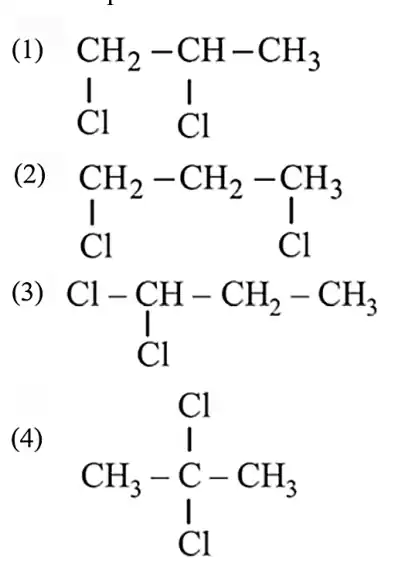 (1) CH₂ – CH – CH₃
| |
Cl Cl
(2) CH₂ – CH₂ – CH₃
| |
Cl Cl
(3) Cl – CH – CH₂ – CH₃
|
Cl
Cl
|
(4)
CH₃ – C – CH₃
|
Cl